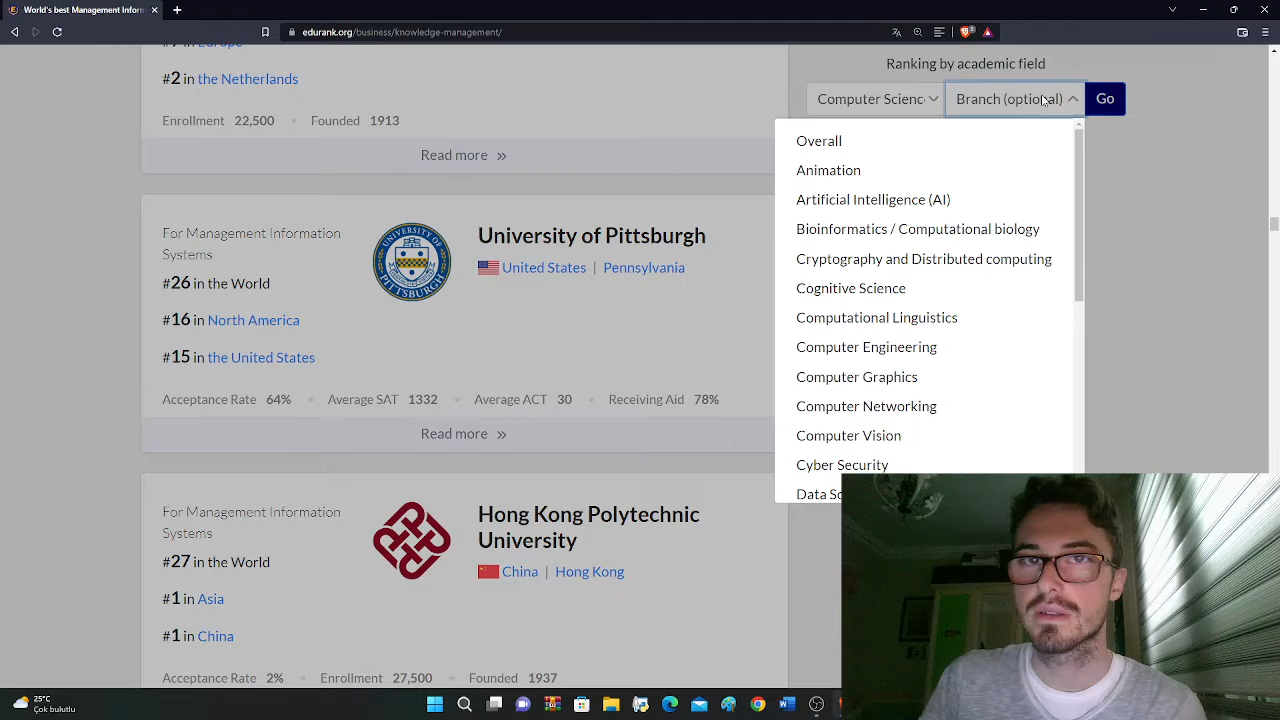 World's best Management Inform
edurank.org/business/knowledge-management/
5
#2 in the Netherlands
Enrollment 22,500 • Founded 1913
Read more »
For Management Information
Systems
#26 in the World
#16 in North America
#15 in the United States
UNIVERSITY OF
PITTSBURGH
University of Pittsburgh
United States | Pennsylvania
Acceptance Rate 64% • Average SAT 1332 • Average ACT 30 • Receiving Aid 78%
Read more »
For Management Information
Systems
#27 in the World
#1 in Asia
#1 in China
Hong Kong Polytechnic
University
China | Hong Kong
Acceptance Rate 2% • Enrollment 27,500 • Founded 1937
Ranking by academic field
Computer Scienc
Branch (optional)
Go
Overall
Animation
Artificial Intelligence (AI)
Bioinformatics / Computational biology
Cryptography and Distributed computing
Cognitive Science
Computational Linguistics
Computer Engineering
Computer Graphics
Computer Networking
Computer Vision
Cyber Security
Data Sc
25°C
Çok bulutlu